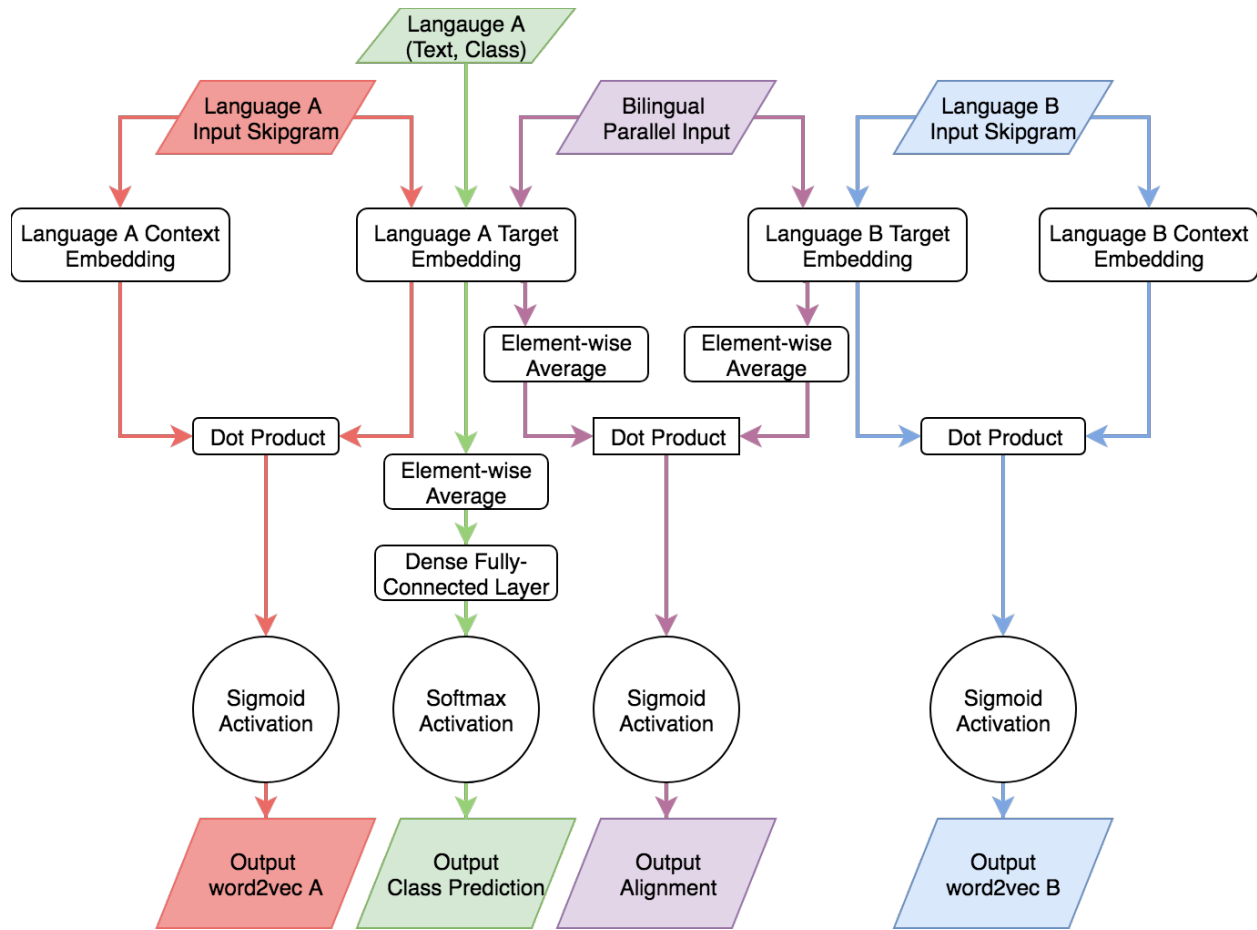 Langauge A
(Text, Class)
Language A
Input Skipgram
Bilingual
Parallel Input
Language B
Input Skipgram
Language A Context
Embedding
Language A Target
Embedding
Language B Target
Embedding
Language B Context
Embedding
Element-wise
Average
Element-wise
Average
Dot Product
Dot Product
Dot Product
Element-wise
Average
Dense Fully-
Connected Layer
Sigmoid
Activation
Softmax
Activation
Sigmoid
Activation
Sigmoid
Activation
Output
word2vec A
Output
Class Prediction
Output
Alignment
Output
word2vec B